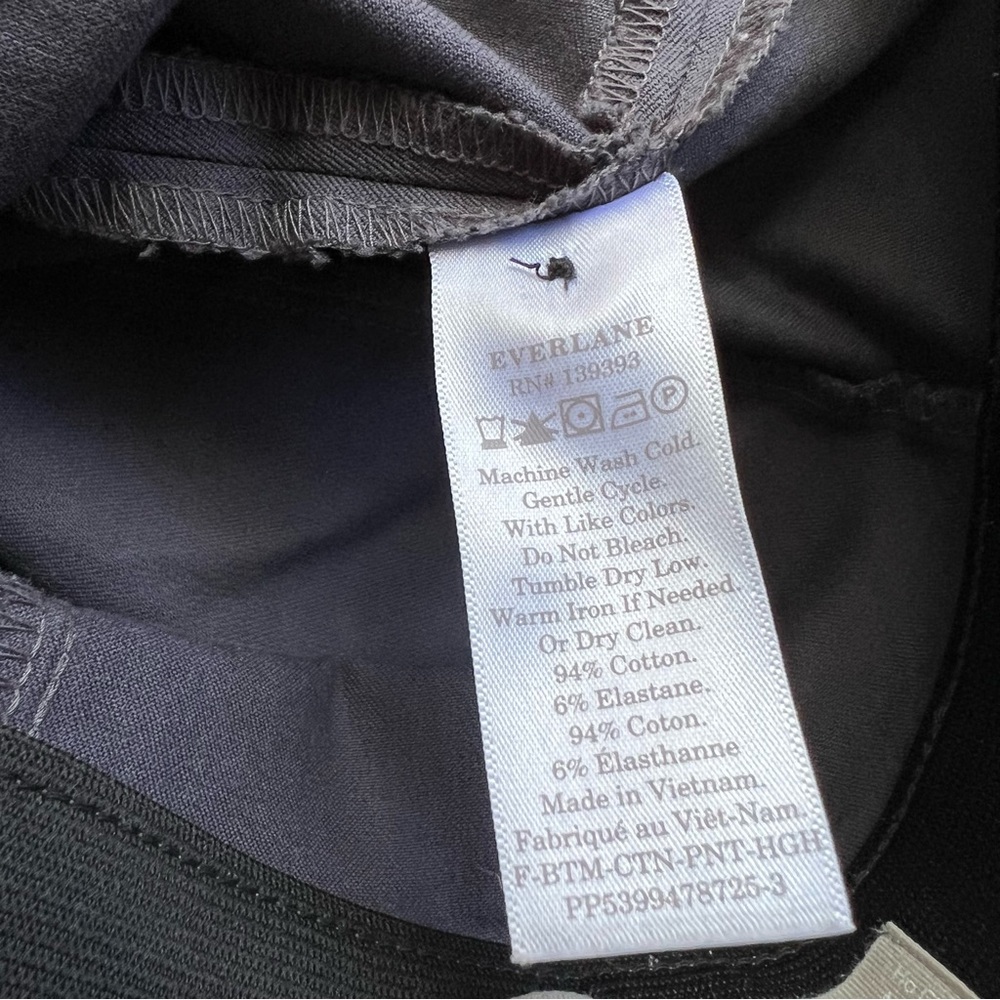 EVERLANE
RN# 139393
P
Machine Wash Cold.
Gentle Cycle.
With Like Colors.
Do Not Bleach.
Tumble Dry Low.
Warm Iron If Needed.
Or Dry Clean.
94% Cotton.
6% Elastane.
94% Coton.
6% Élasthanne
Made in Vietnam.
Fabriqué au Viêt-Nam.
F-BTM-CTN-PNT-HGH
PP5399478725-3